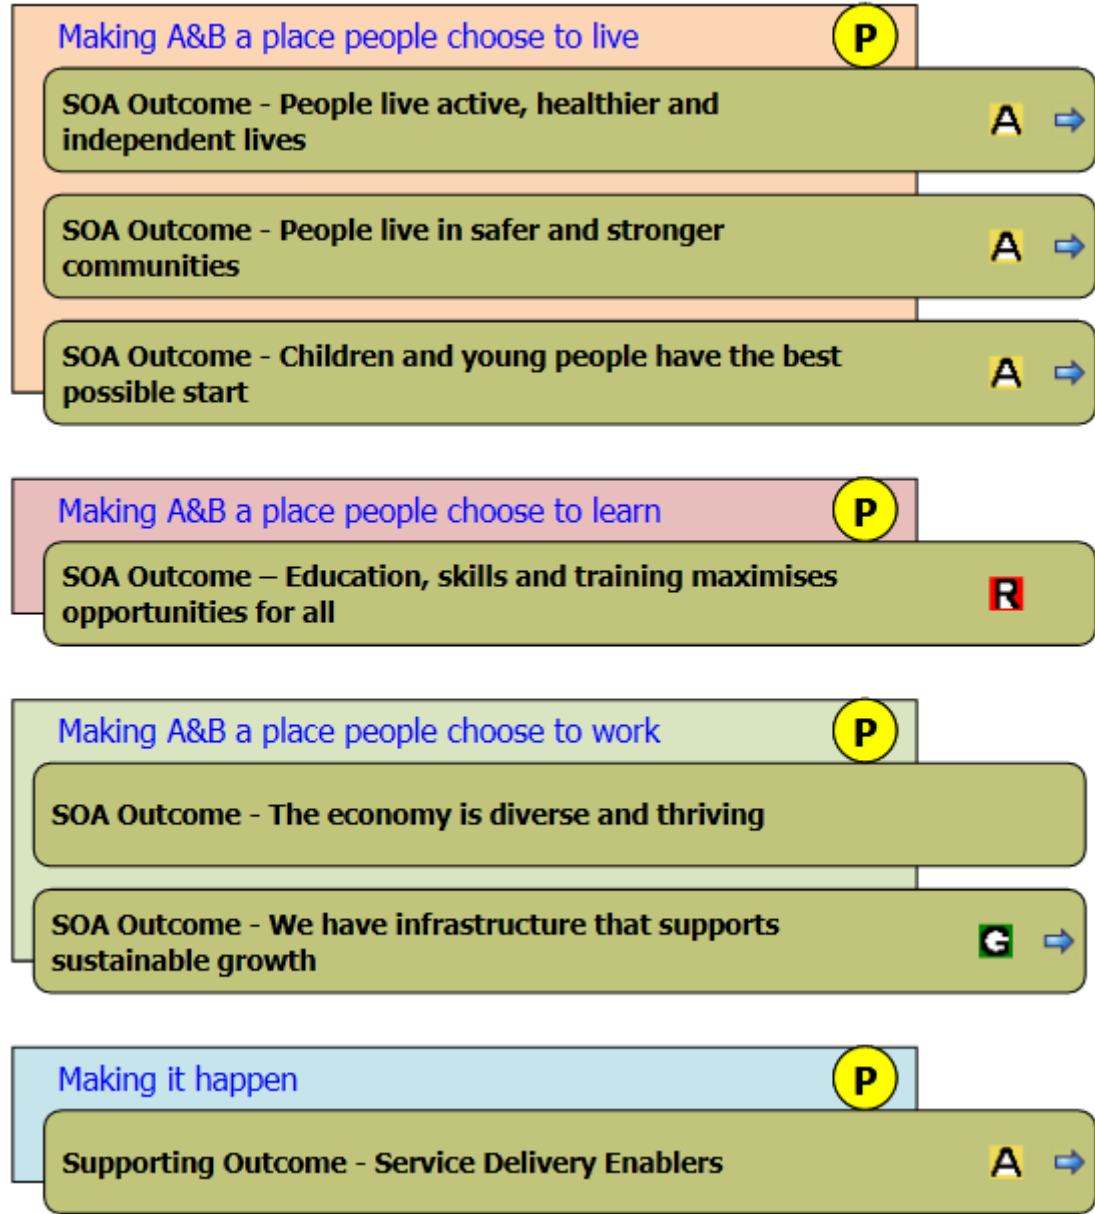 Making A&B a place people choose to live
P
SOA Outcome - People live active, healthier and
independent lives
A
SOA Outcome - People live in safer and stronger
communities
A
SOA Outcome - Children and young people have the best
possible start
A
Making A&B a place people choose to learn
P
SOA Outcome – Education, skills and training maximises
opportunities for all
R
Making A&B a place people choose to work
P
SOA Outcome - The economy is diverse and thriving
SOA Outcome - We have infrastructure that supports
sustainable growth
G
Making it happen
P
Supporting Outcome - Service Delivery Enablers
A